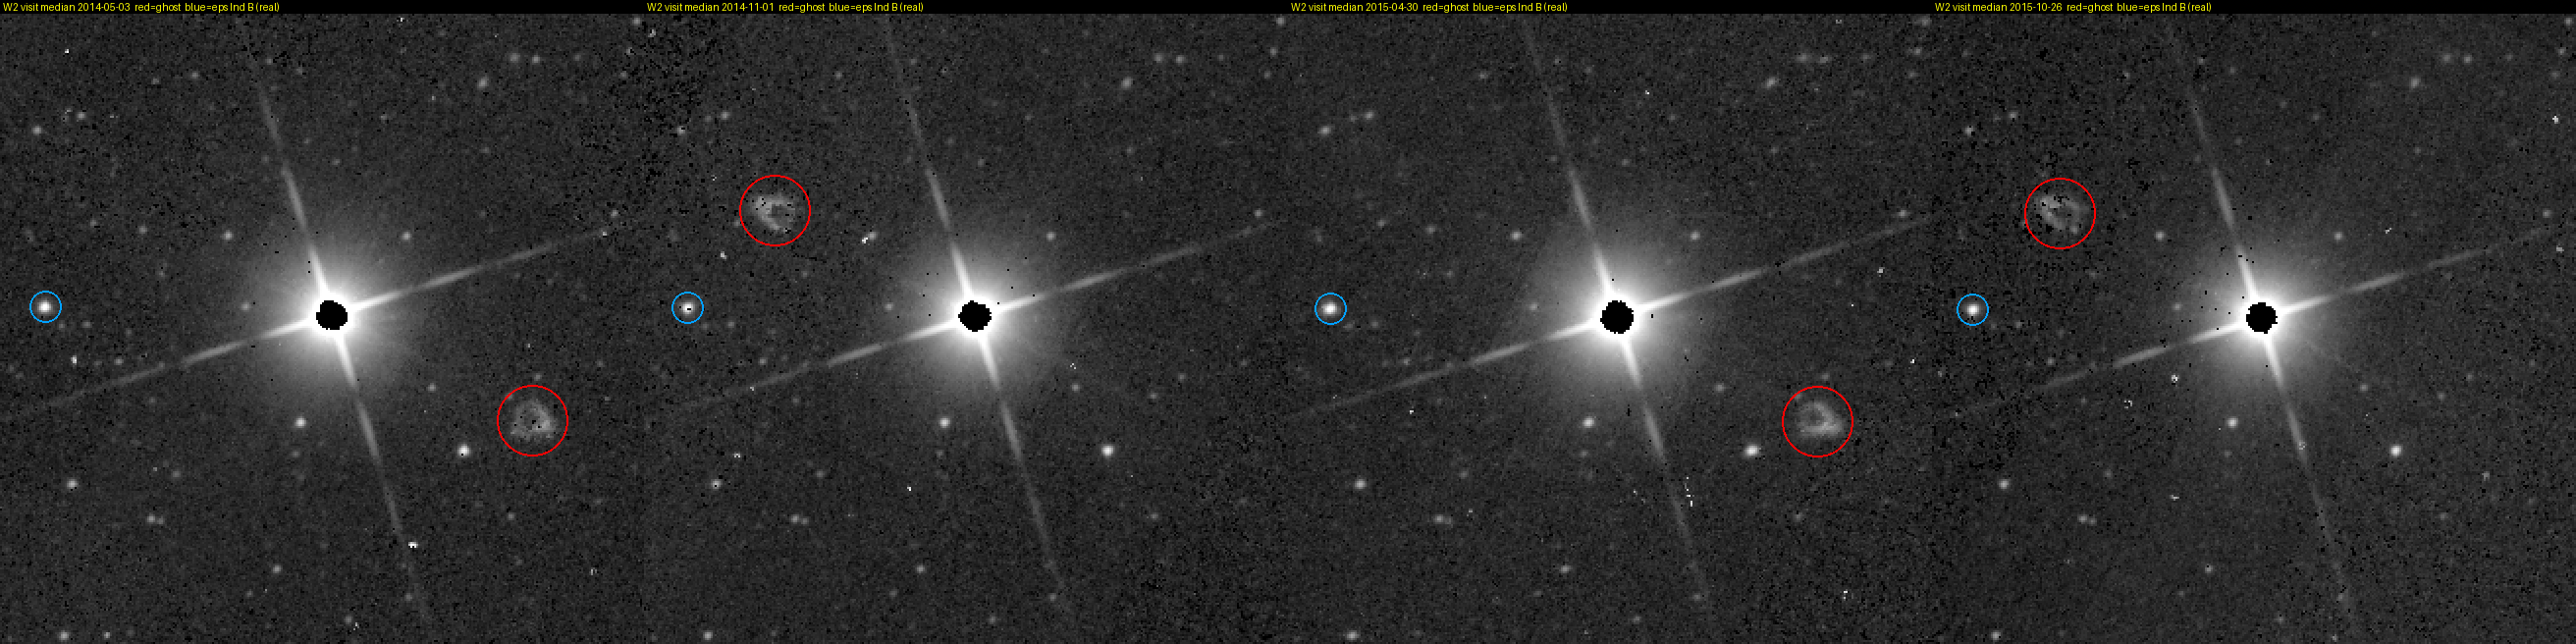 W2 visit median 2014-05-03 red=ghost blue=eps Ind B (real)
W2 visit median 2014-11-01 red=ghost blue=eps Ind B (real)
W2 visit median 2015-04-30 red=ghost blue=eps Ind B (real)
W2 visit median 2015-10-26 red=ghost blue=eps Ind B (real)